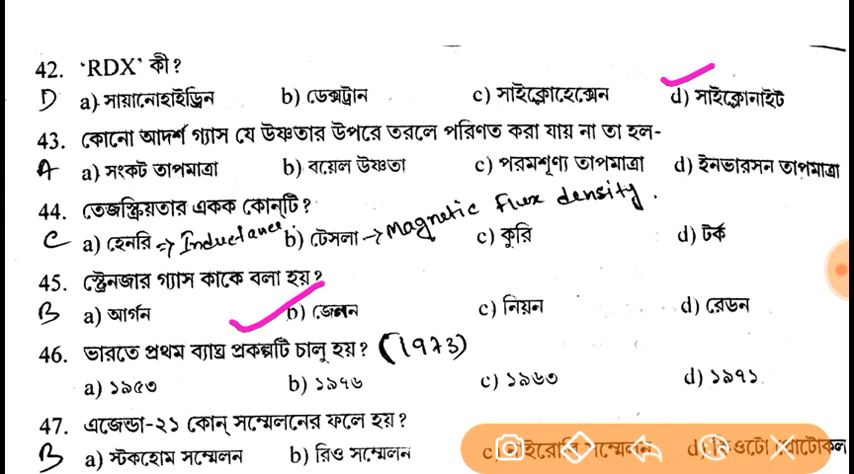 42. ‘RDX’ কী?
D a) সায়ানোহাইড্রিন b) ডেক্সট্রান c) সাইক্লোহেক্সেন d) সাইক্লোনাইট
43. কোনো আদর্শ গ্যাস যে উষ্ণতার উপরে তরলে পরিণত করা যায় না তা হল-
A a) সংকট তাপমাত্রা b) বয়েল উষ্ণতা c) পরমশূণ্য তাপমাত্রা d) ইনভারসন তাপমাত্রা
44. তেজস্ক্রিয়তার একক কোন্‌টি?
C a) হেনরি → Inductance b) টেসলা → Magnetic flux density. c) কুরি d) টর্ক
45. স্ট্রেনজার গ্যাস কাকে বলা হয়?
B a) আর্গন b) জেনন c) নিয়ন d) রেডন
46. ভারতে প্রথম ব্যাঘ্র প্রকল্পটি চালু হয়? (1973)
a) ১৯৫৩ b) ১৯৭৬ c) ১৯৬৩ d) ১৯৭১
47. এজেন্ডা-২১ কোন্ সম্মেলনের ফলে হয়?
B a) স্টকহোম সম্মেলন b) রিও সম্মেলন c) সম্মেলন d)